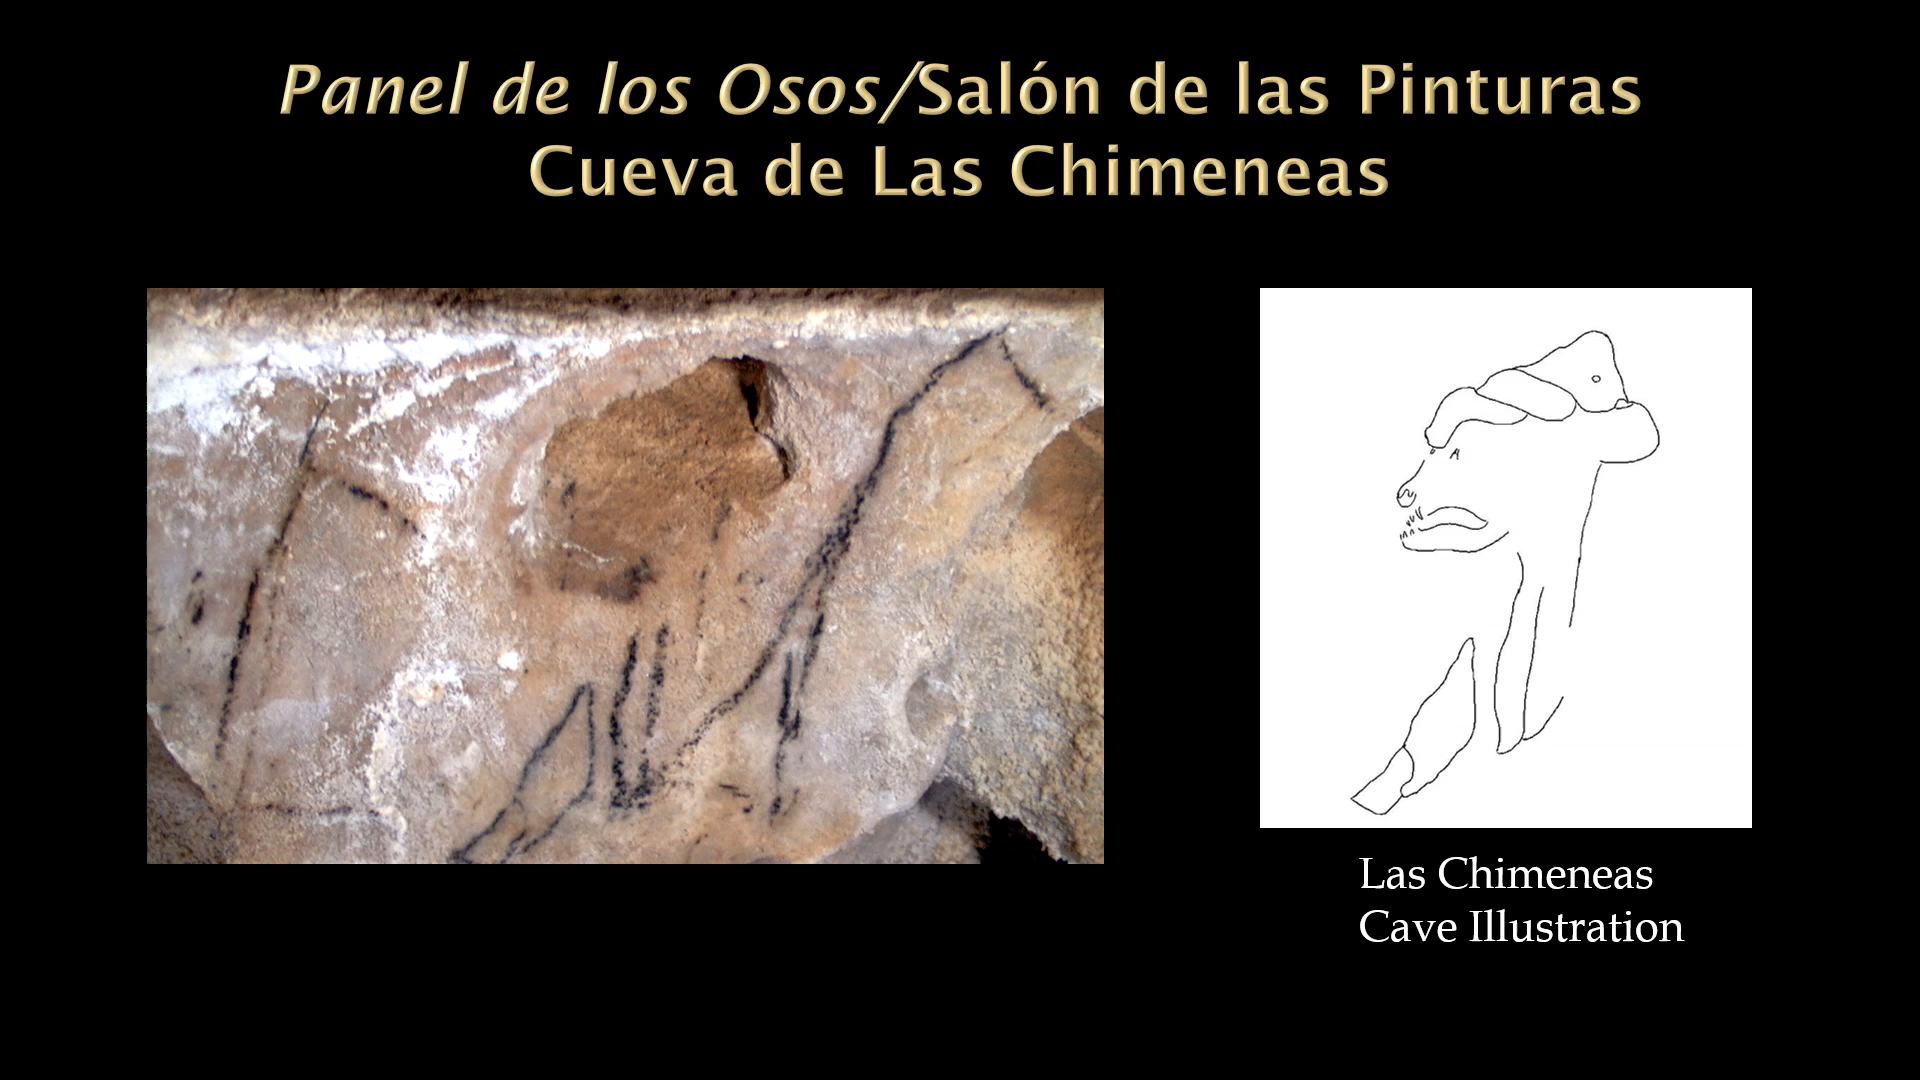 Panel de los Osos/Salón de las Pinturas
Cueva de Las Chimeneas
Las Chimeneas
Cave Illustration